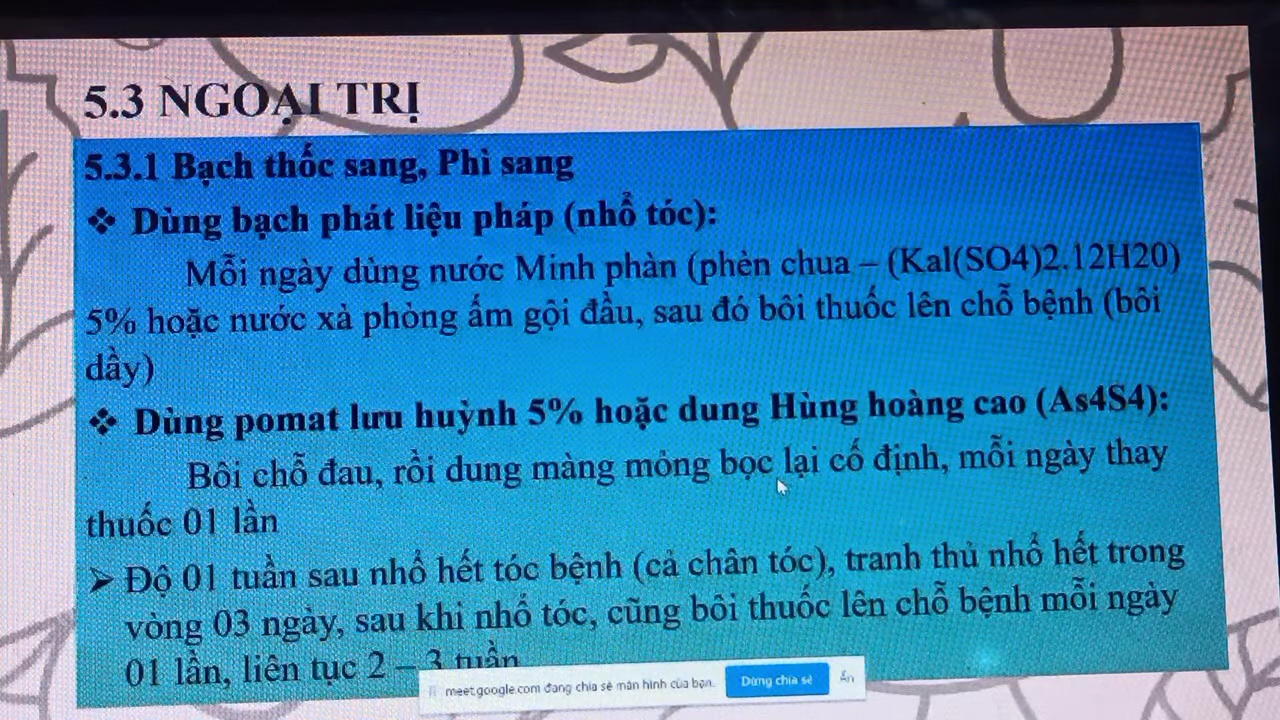 5.3 NGOẠI TRỊ
5.3.1 Bạch thốc sang, Phì sang
❖ Dùng bạch phát liệu pháp (nhổ tóc):
Mỗi ngày dùng nước Minh phàn (phèn chua – (Kal(SO4)2.12H20)
5% hoặc nước xà phòng ấm gội đầu, sau đó bôi thuốc lên chỗ bệnh (bôi
dầy)
❖ Dùng pomat lưu huỳnh 5% hoặc dung Hùng hoàng cao (As4S4):
Bôi chỗ đau, rồi dung màng mỏng bọc lại cố định, mỗi ngày thay
thuốc 01 lần
➢ Độ 01 tuần sau nhổ hết tóc bệnh (cả chân tóc), tranh thủ nhổ hết trong
vòng 03 ngày, sau khi nhổ tóc, cũng bôi thuốc lên chỗ bệnh mỗi ngày
01 lần, liên tục 2 – 3 tuần
meet.google.com đang chia sẻ màn hình của bạn. Dừng chia sẻ Ẩn